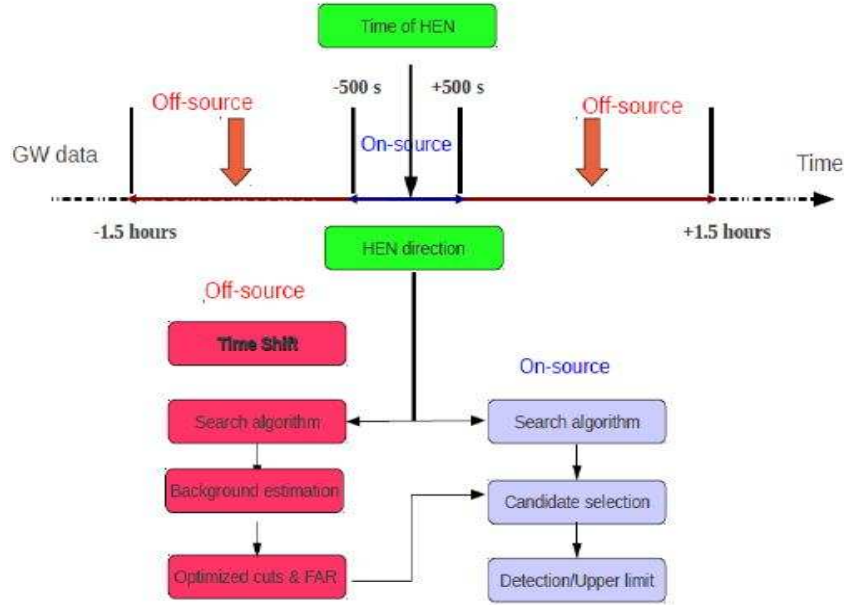 Time of HEN
-500 s
+500 s
Off-source
Off-source
On-source
GW data
Time
-1.5 hours
+1.5 hours
HEN direction
Off-source
Time Shift
On-source
Search algorithm
Search algorithm
Background estimation
Candidate selection
Optimized cuts & FAR
Detection/Upper limit